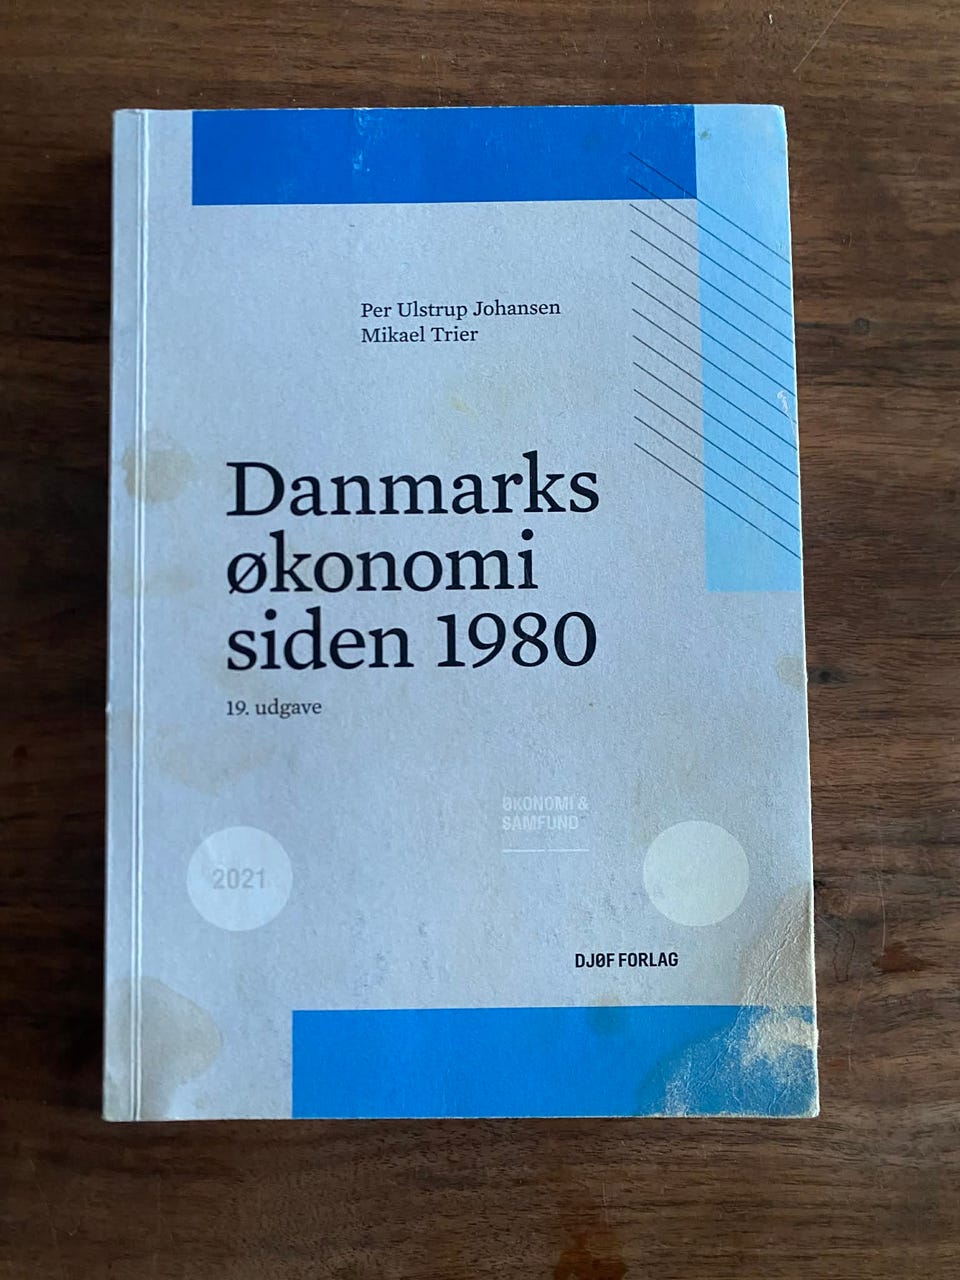 Per Ulstrup Johansen
Mikael Trier
Danmarks
økonomi
siden 1980
19. udgave
ØKONOMI &
SAMFUND
2021
DJØF FORLAG